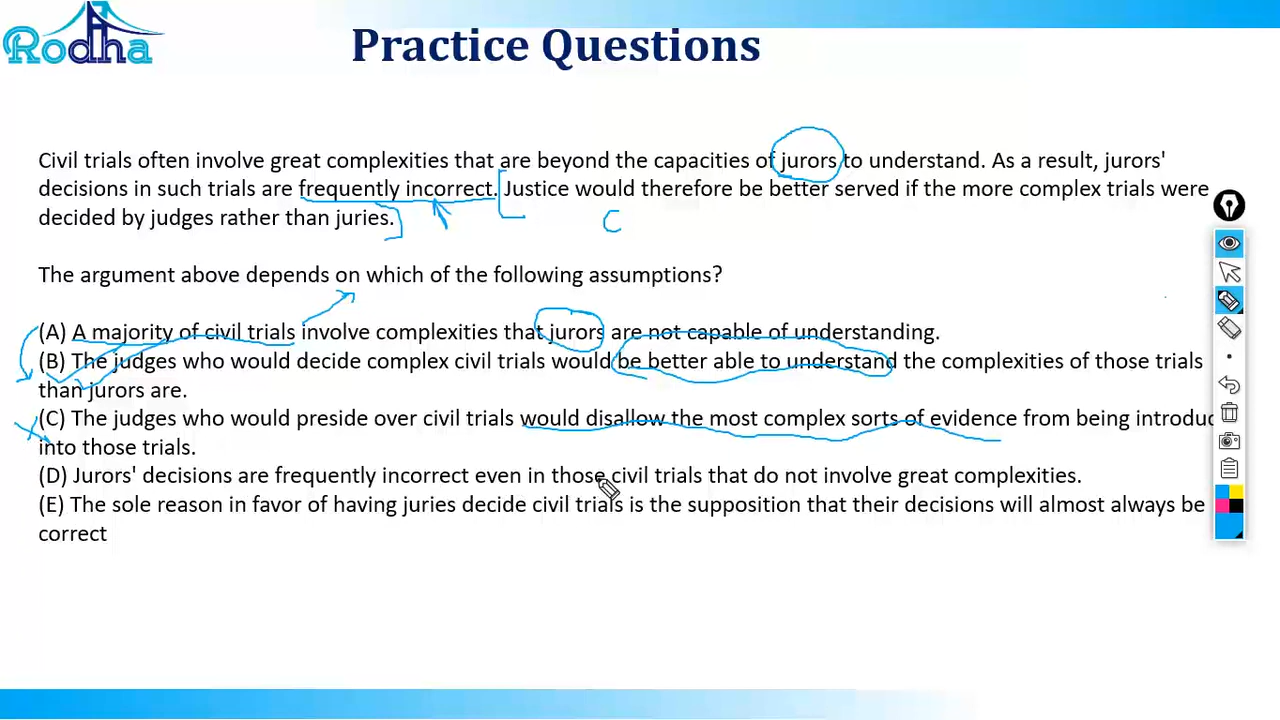 Rodha
Practice Questions
Civil trials often involve great complexities that are beyond the capacities of jurors to understand. As a result, jurors'
decisions in such trials are frequently incorrect. Justice would therefore be better served if the more complex trials were
decided by judges rather than juries.
C
The argument above depends on which of the following assumptions?
(A) A majority of civil trials involve complexities that jurors are not capable of understanding.
(B) The judges who would decide complex civil trials would be better able to understand the complexities of those trials
than jurors are.
(C) The judges who would preside over civil trials would disallow the most complex sorts of evidence from being introduc
into those trials.
(D) Jurors' decisions are frequently incorrect even in those civil trials that do not involve great complexities.
(E) The sole reason in favor of having juries decide civil trials is the supposition that their decisions will almost always be
correct